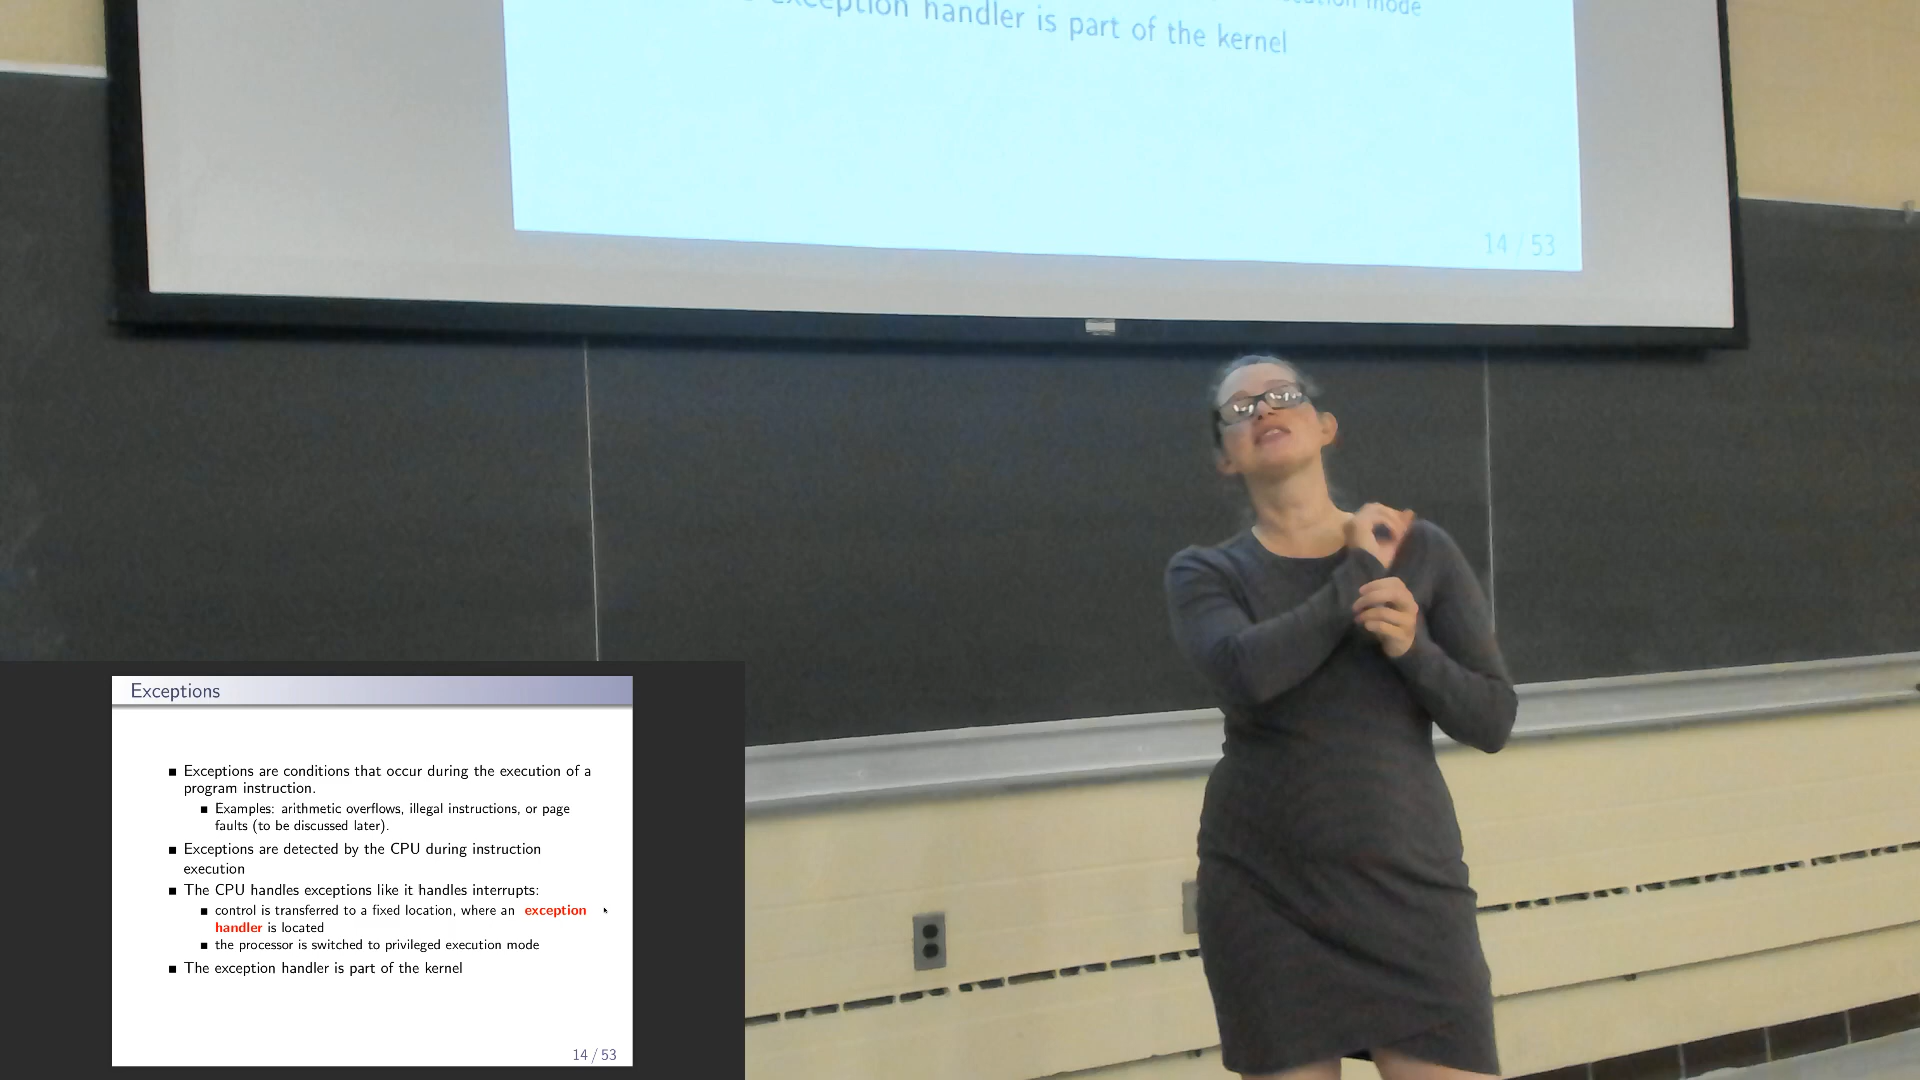 mode
exception handler is part of the kernel
14 / 53
Exceptions
■ Exceptions are conditions that occur during the execution of a
program instruction.
■ Examples: arithmetic overflows, illegal instructions, or page
faults (to be discussed later).
■ Exceptions are detected by the CPU during instruction
execution
■ The CPU handles exceptions like it handles interrupts:
■ control is transferred to a fixed location, where an exception
handler is located
■ the processor is switched to privileged execution mode
■ The exception handler is part of the kernel
14 / 53